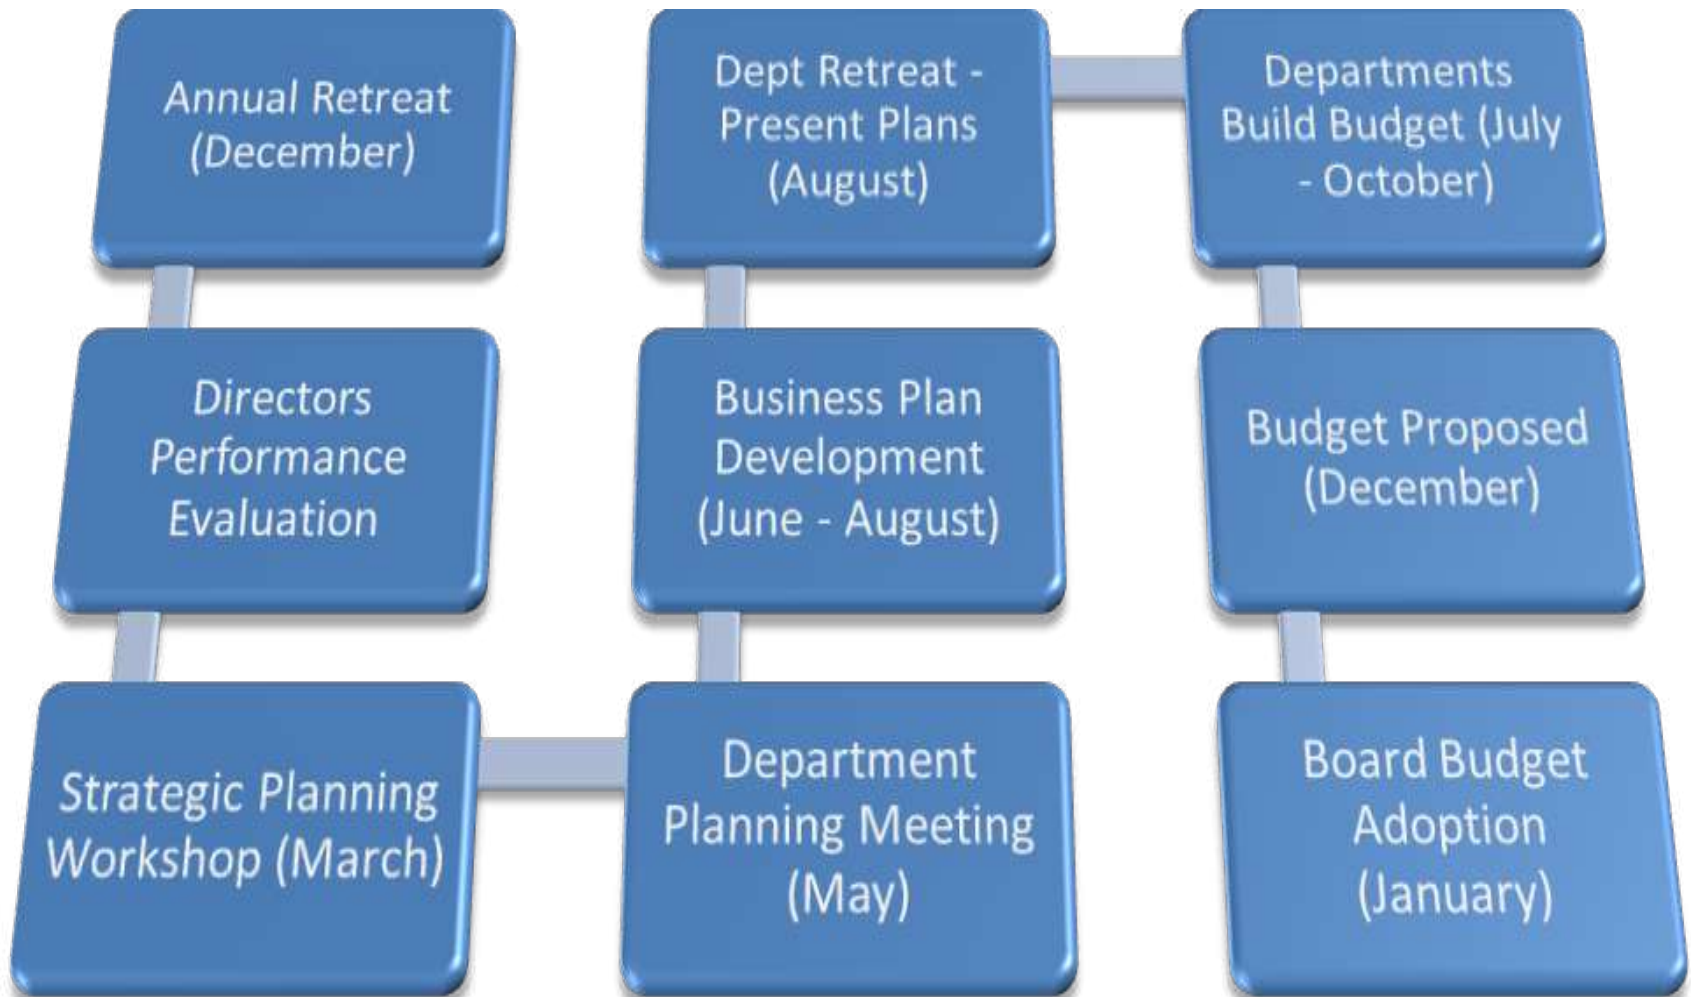 Annual Retreat
(December)
Directors
Performance
Evaluation
Strategic Planning
Workshop (March)
Department
Planning Meeting
(May)
Business Plan
Development
(June - August)
Dept Retreat -
Present Plans
(August)
Departments
Build Budget (July
- October)
Budget Proposed
(December)
Board Budget
Adoption
(January)